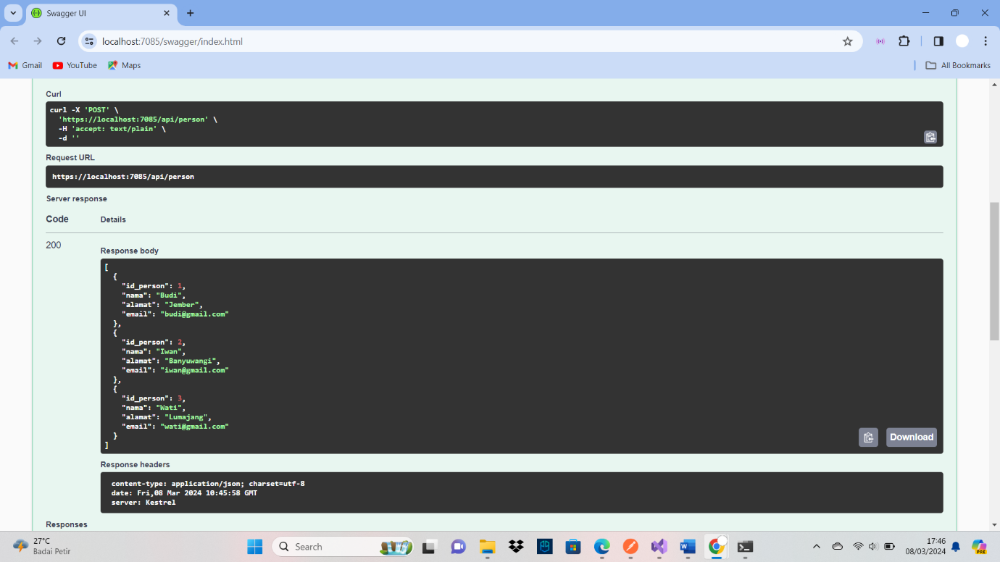 Swagger UI
localhost:7085/swagger/index.html
Gmail YouTube Maps All Bookmarks
Curl
curl -X 'POST' \
'https://localhost:7085/api/person' \
-H 'accept: text/plain' \
-d ''
Request URL
https://localhost:7085/api/person
Server response
Code Details
200
Response body
[
{
"id_person": 1,
"nama": "Budi",
"alamat": "Jember",
"email": "budi@gmail.com"
},
{
"id_person": 2,
"nama": "Iwan",
"alamat": "Banyuwangi",
"email": "iwan@gmail.com"
},
{
"id_person": 3,
"nama": "Wati",
"alamat": "Lumajang",
"email": "wati@gmail.com"
}
]
Download
Response headers
content-type: application/json; charset=utf-8
date: Fri,08 Mar 2024 10:45:58 GMT
server: Kestrel
Responses
27°C
Badai Petir
Search
17:46
08/03/2024
PRE